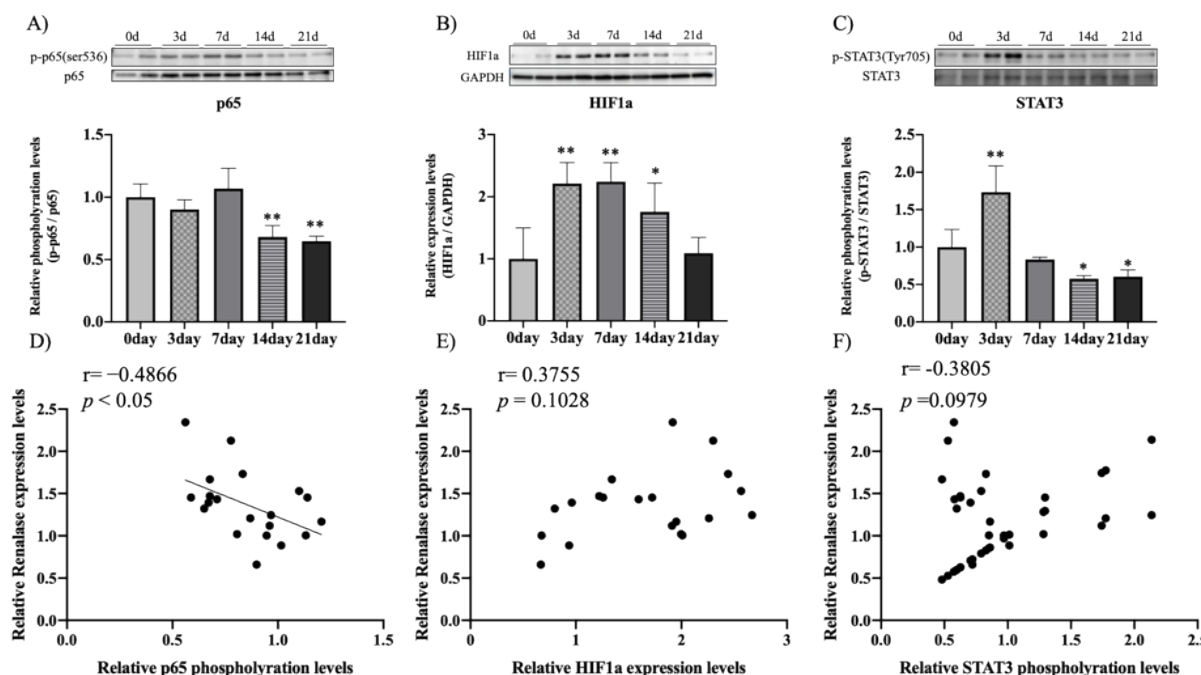 A)
0d 3d 7d 14d 21d
p-p65(ser536)
p65
p65
Relative phospholyration levels
(p-p65 / p65)
1.5
1.0
0.5
0.0
0day 3day 7day 14day 21day
** **
B)
0d 3d 7d 14d 21d
HIF1a
GAPDH
HIF1a
Relative expression levels
(HIF1a / GAPDH)
3
2
1
0
** ** *
0day 3day 7day 14day 21day
C)
0d 3d 7d 14d 21d
p-STAT3(Tyr705)
STAT3
STAT3
Relative phospholyration levels
(p-STAT3 / STAT3)
2.5
2.0
1.5
1.0
0.5
0.0
** * *
0day 3day 7day 14day 21day
D)
r= −0.4866
p < 0.05
Relative Renalase expression levels
2.5
2.0
1.5
1.0
0.5
0.0
0.0 0.5 1.0 1.5
Relative p65 phospholyration levels
E)
r= 0.3755
p = 0.1028
Relative Renalase expression levels
2.5
2.0
1.5
1.0
0.5
0.0
0 1 2 3
Relative HIF1a expression levels
F)
r= -0.3805
p =0.0979
Relative Renalase expression levels
2.5
2.0
1.5
1.0
0.5
0.0
0.0 0.5 1.0 1.5 2.0 2.5
Relative STAT3 phospholyration levels